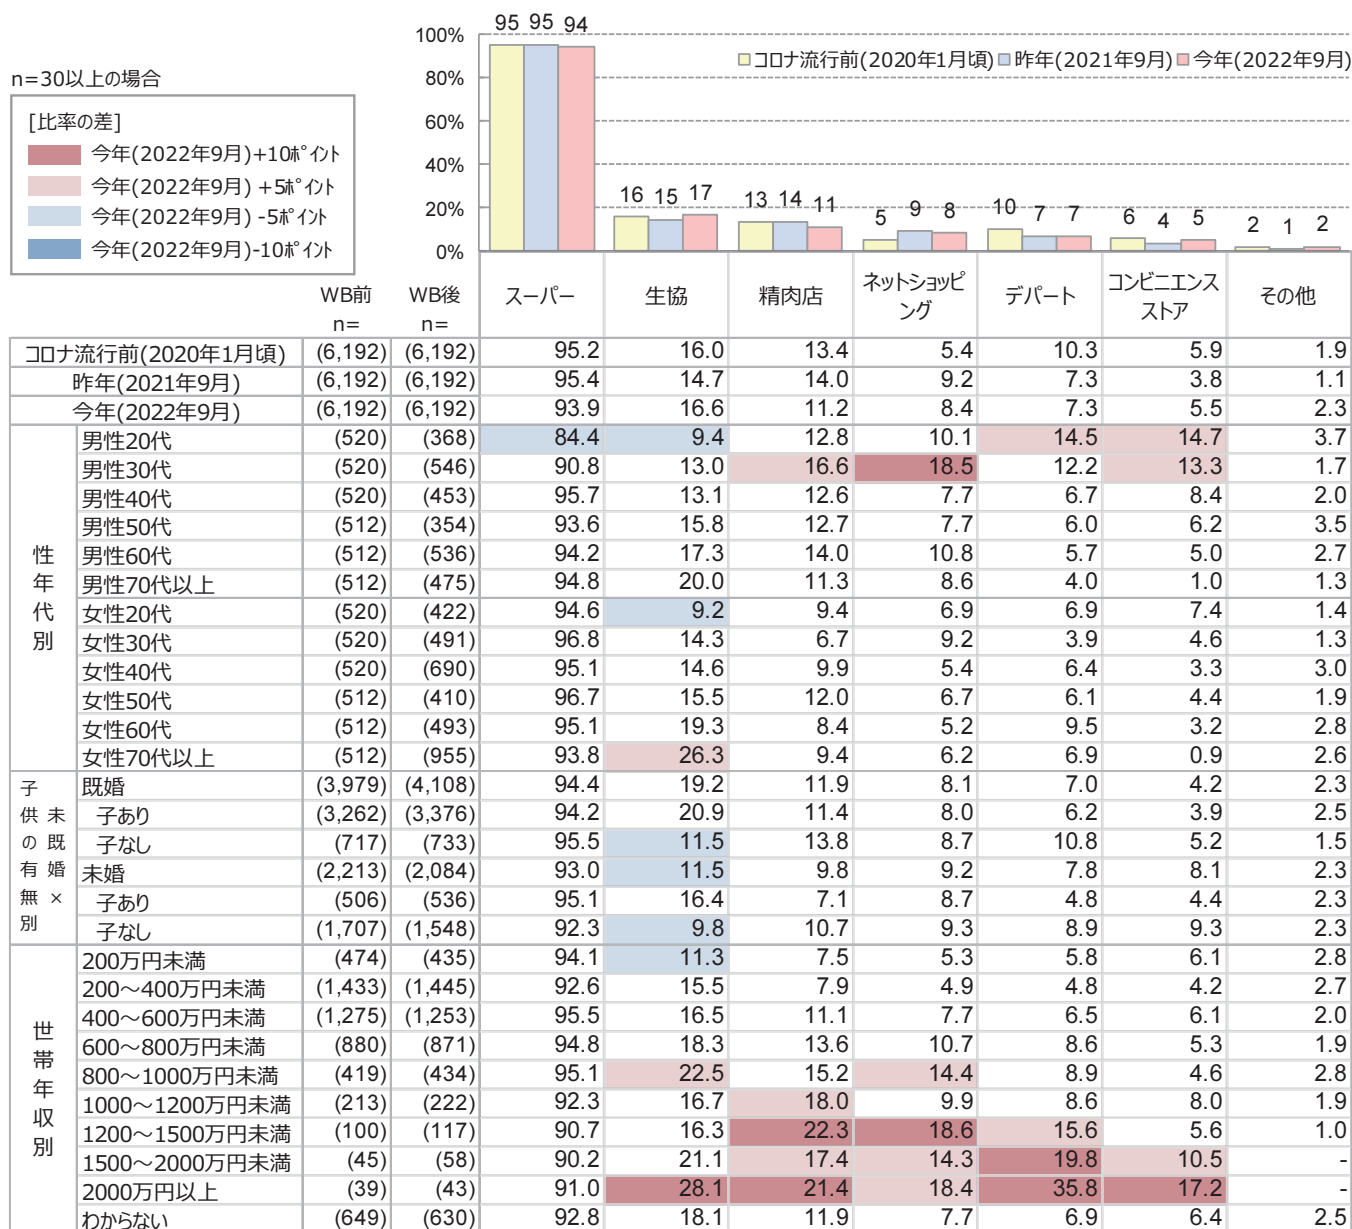 95 95 94
100%
コロナ流行前(2020年1月頃) 昨年(2021年9月) 今年(2022年9月)
80%
60%
40%
20%
0%
16 15 17 13 14 11 5 9 8 10 7 7 6 4 5 2 1 2
n=30以上の場合
[比率の差]
今年(2022年9月)+10ポイント
今年(2022年9月) +5ポイント
今年(2022年9月) -5ポイント
今年(2022年9月)-10ポイント
WB前 n= WB後 n= スーパー 生協 精肉店 ネットショッピング デパート コンビニエンスストア その他
コロナ流行前(2020年1月頃) (6,192) (6,192) 95.2 16.0 13.4 5.4 10.3 5.9 1.9
昨年(2021年9月) (6,192) (6,192) 95.4 14.7 14.0 9.2 7.3 3.8 1.1
今年(2022年9月) (6,192) (6,192) 93.9 16.6 11.2 8.4 7.3 5.5 2.3
性年代別
男性20代 (520) (368) 84.4 9.4 12.8 10.1 14.5 14.7 3.7
男性30代 (520) (546) 90.8 13.0 16.6 18.5 12.2 13.3 1.7
男性40代 (520) (453) 95.7 13.1 12.6 7.7 6.7 8.4 2.0
男性50代 (512) (354) 93.6 15.8 12.7 7.7 6.0 6.2 3.5
男性60代 (512) (536) 94.2 17.3 14.0 10.8 5.7 5.0 2.7
男性70代以上 (512) (475) 94.8 20.0 11.3 8.6 4.0 1.0 1.3
女性20代 (520) (422) 94.6 9.2 9.4 6.9 6.9 7.4 1.4
女性30代 (520) (491) 96.8 14.3 6.7 9.2 3.9 4.6 1.3
女性40代 (520) (690) 95.1 14.6 9.9 5.4 6.4 3.3 3.0
女性50代 (512) (410) 96.7 15.5 12.0 6.7 6.1 4.4 1.9
女性60代 (512) (493) 95.1 19.3 8.4 5.2 9.5 3.2 2.8
女性70代以上 (512) (955) 93.8 26.3 9.4 6.2 6.9 0.9 2.6
未既婚×子供の有無別
既婚 (3,979) (4,108) 94.4 19.2 11.9 8.1 7.0 4.2 2.3
子あり (3,262) (3,376) 94.2 20.9 11.4 8.0 6.2 3.9 2.5
子なし (717) (733) 95.5 11.5 13.8 8.7 10.8 5.2 1.5
未婚 (2,213) (2,084) 93.0 11.5 9.8 9.2 7.8 8.1 2.3
子あり (506) (536) 95.1 16.4 7.1 8.7 4.8 4.4 2.3
子なし (1,707) (1,548) 92.3 9.8 10.7 9.3 8.9 9.3 2.3
世帯年収別
200万円未満 (474) (435) 94.1 11.3 7.5 5.3 5.8 6.1 2.8
200～400万円未満 (1,433) (1,445) 92.6 15.5 7.9 4.9 4.8 4.2 2.7
400～600万円未満 (1,275) (1,253) 95.5 16.5 11.1 7.7 6.5 6.1 2.0
600～800万円未満 (880) (871) 94.8 18.3 13.6 10.7 8.6 5.3 1.9
800～1000万円未満 (419) (434) 95.1 22.5 15.2 14.4 8.9 4.6 2.8
1000～1200万円未満 (213) (222) 92.3 16.7 18.0 9.9 8.6 8.0 1.9
1200～1500万円未満 (100) (117) 90.7 16.3 22.3 18.6 15.6 5.6 1.0
1500～2000万円未満 (45) (58) 90.2 21.1 17.4 14.3 19.8 10.5 -
2000万円以上 (39) (43) 91.0 28.1 21.4 18.4 35.8 17.2 -
わからない (649) (630) 92.8 18.1 11.9 7.7 6.9 6.4 2.5